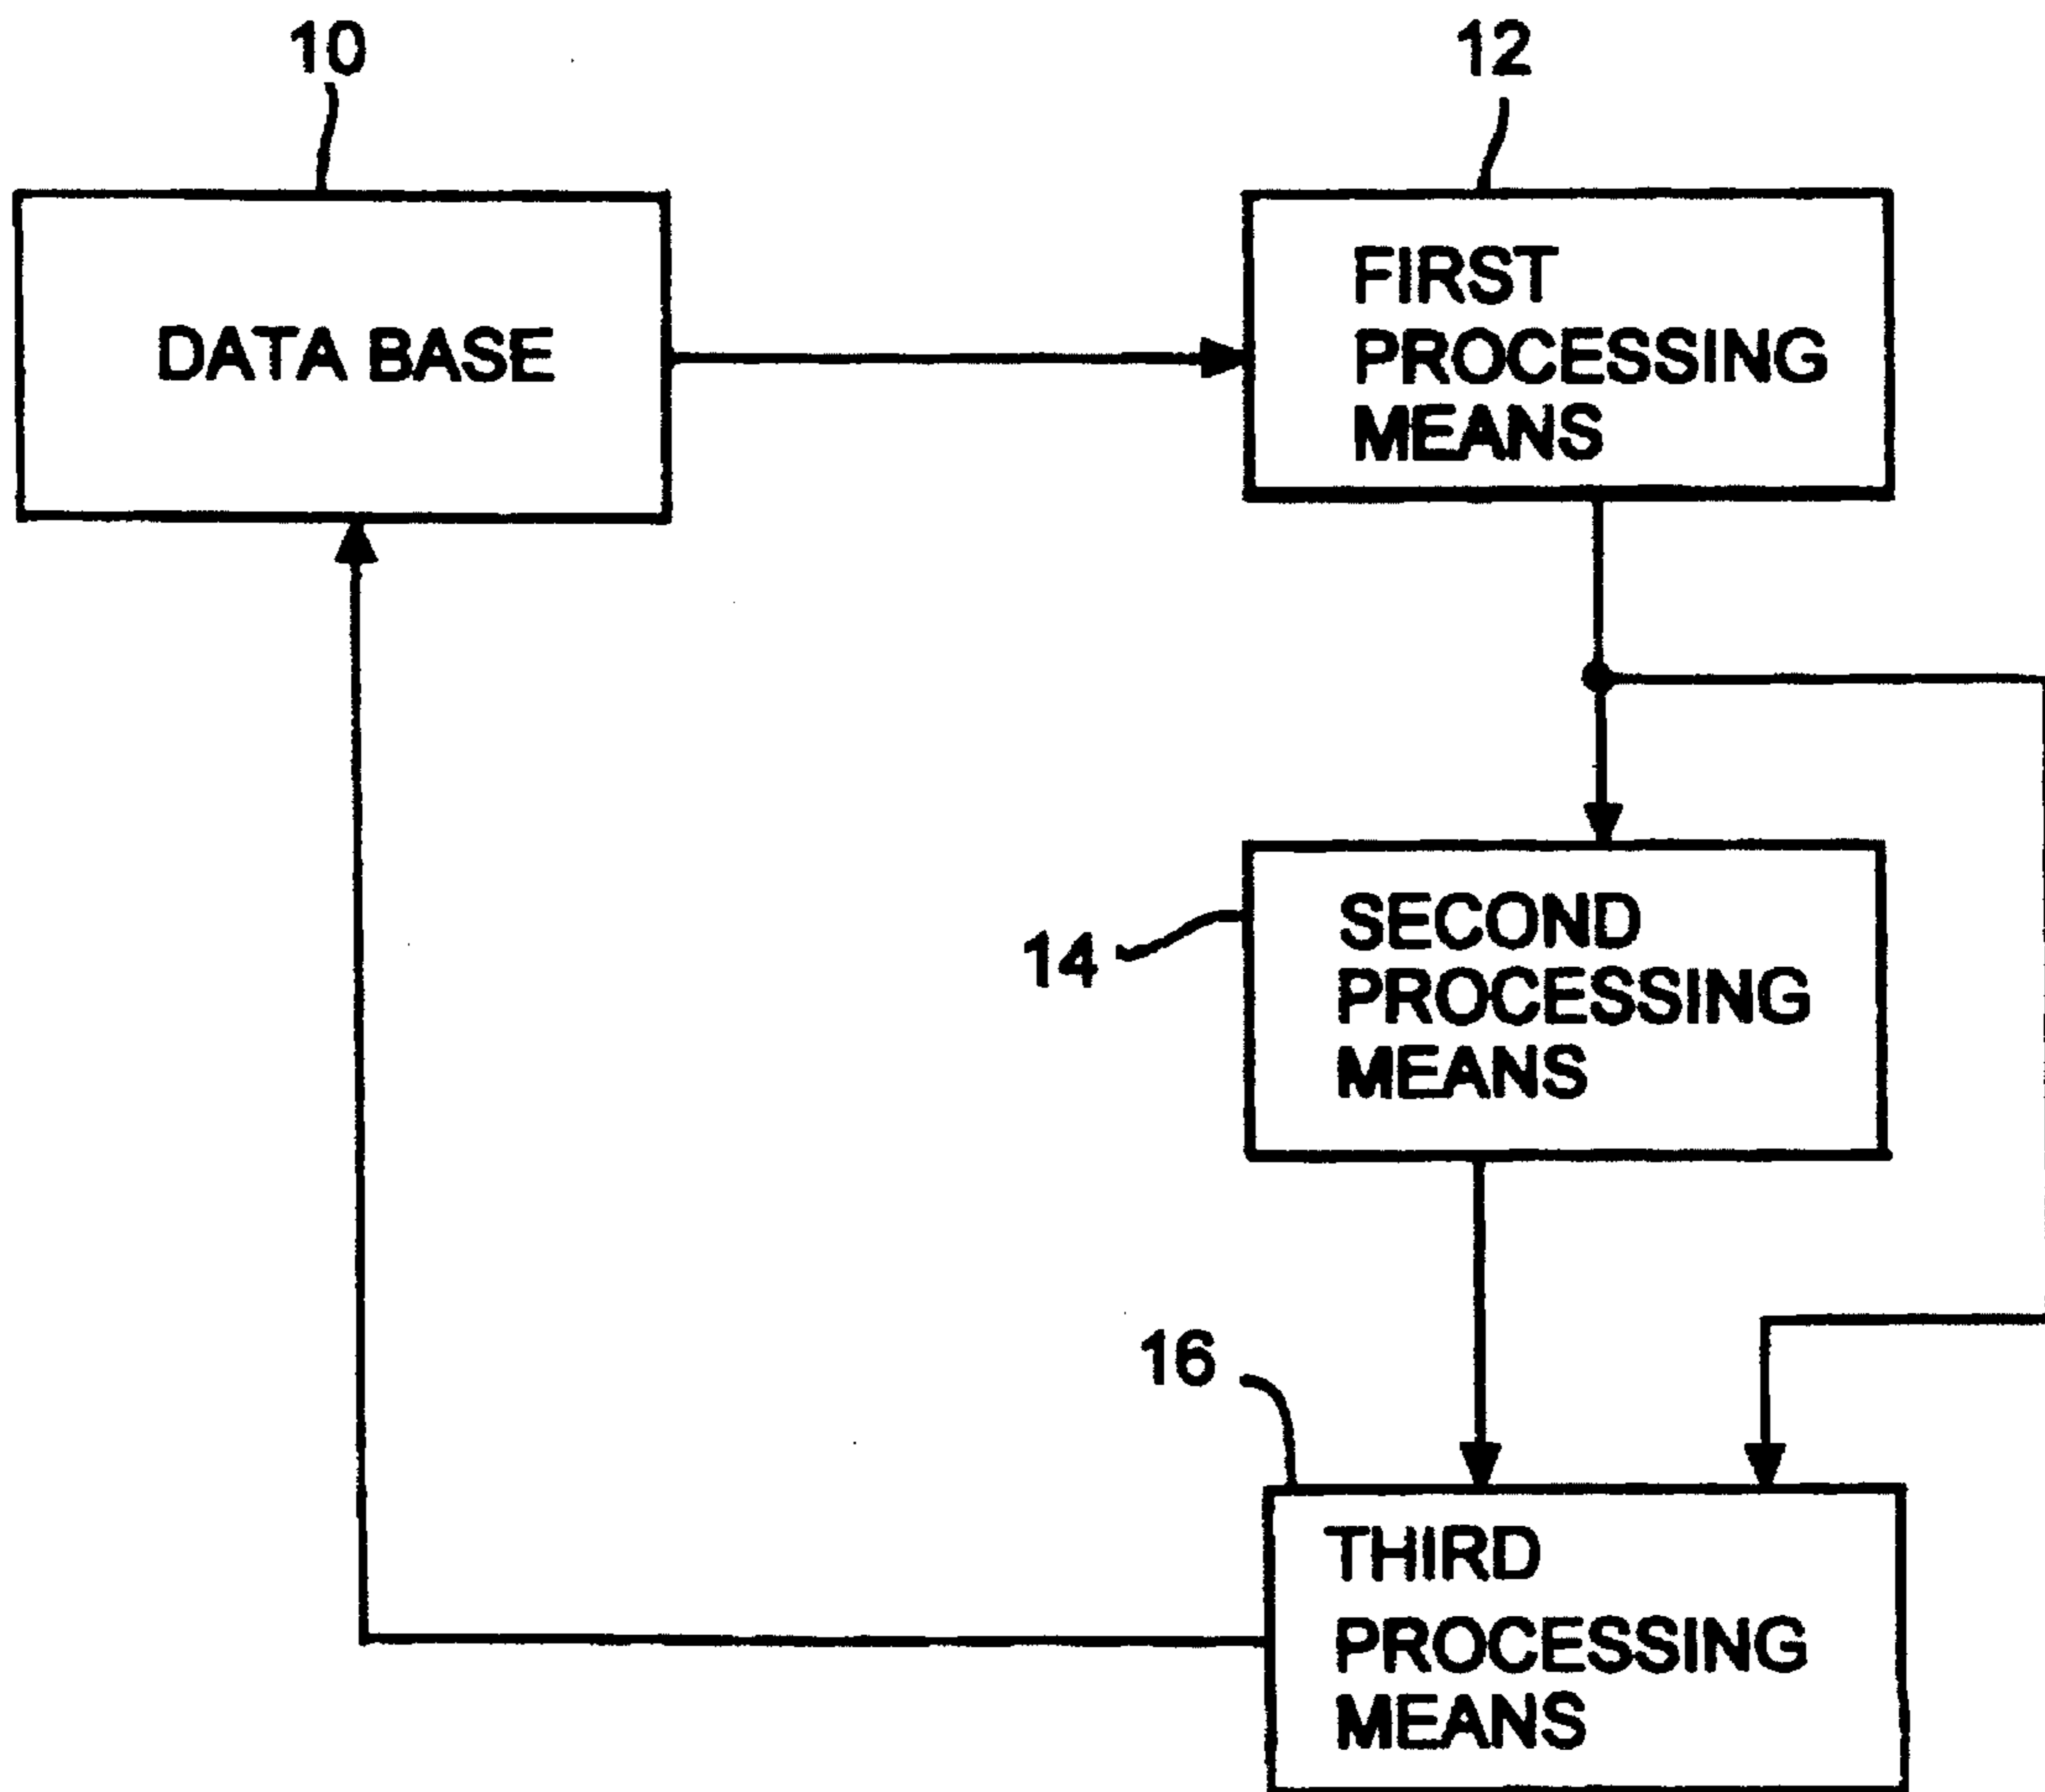 10
12
DATA BASE
FIRST
PROCESSING
MEANS
14
SECOND
PROCESSING
MEANS
16
THIRD
PROCESSING
MEANS